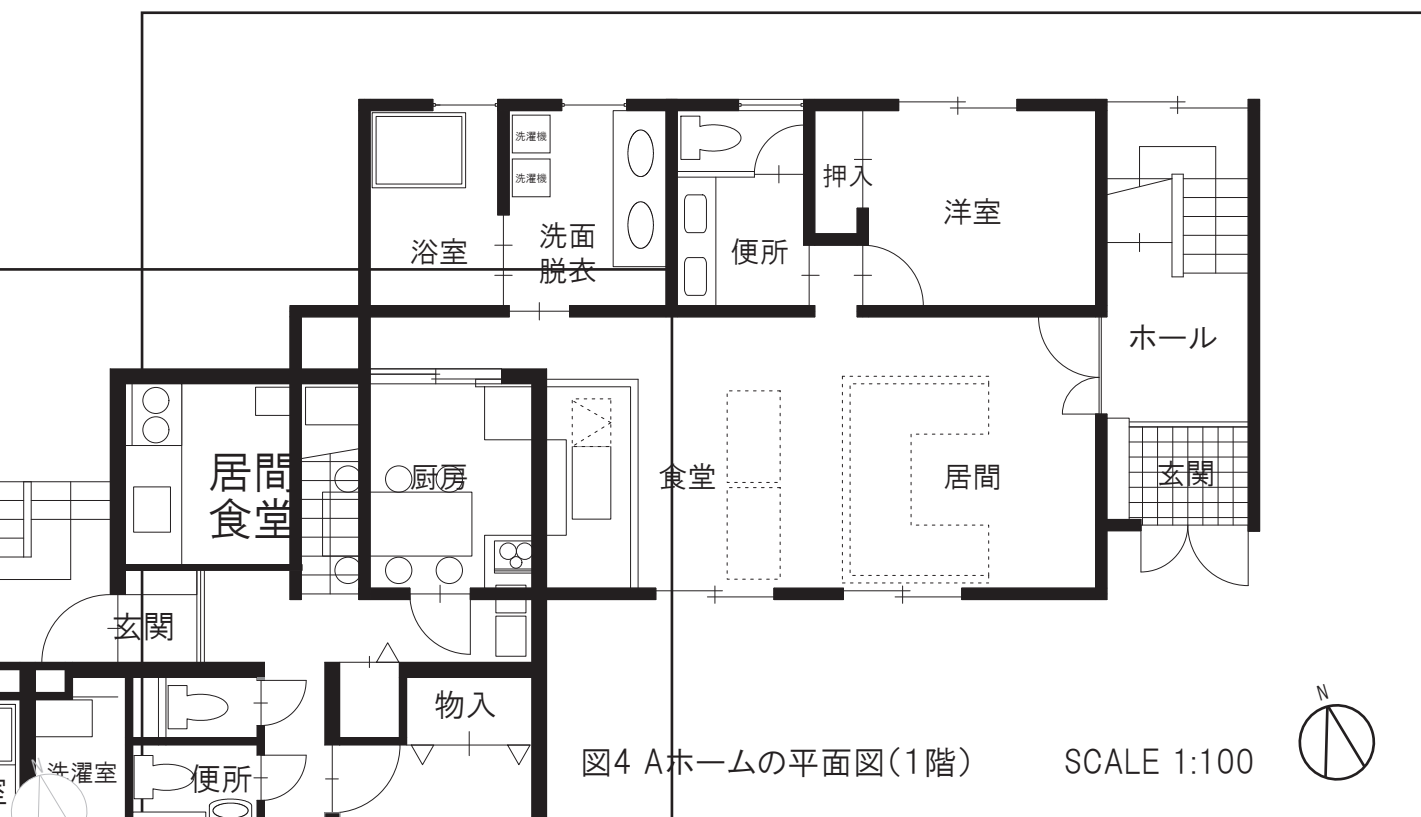 洗濯機
洗濯機
浴室
洗面
脱衣
便所
押入
洋室
ホール
居間
食堂
厨房
食堂
居間
玄関
玄関
物入
洗濯室
便所
図4 Aホームの平面図(1階)
SCALE 1:100
N
N